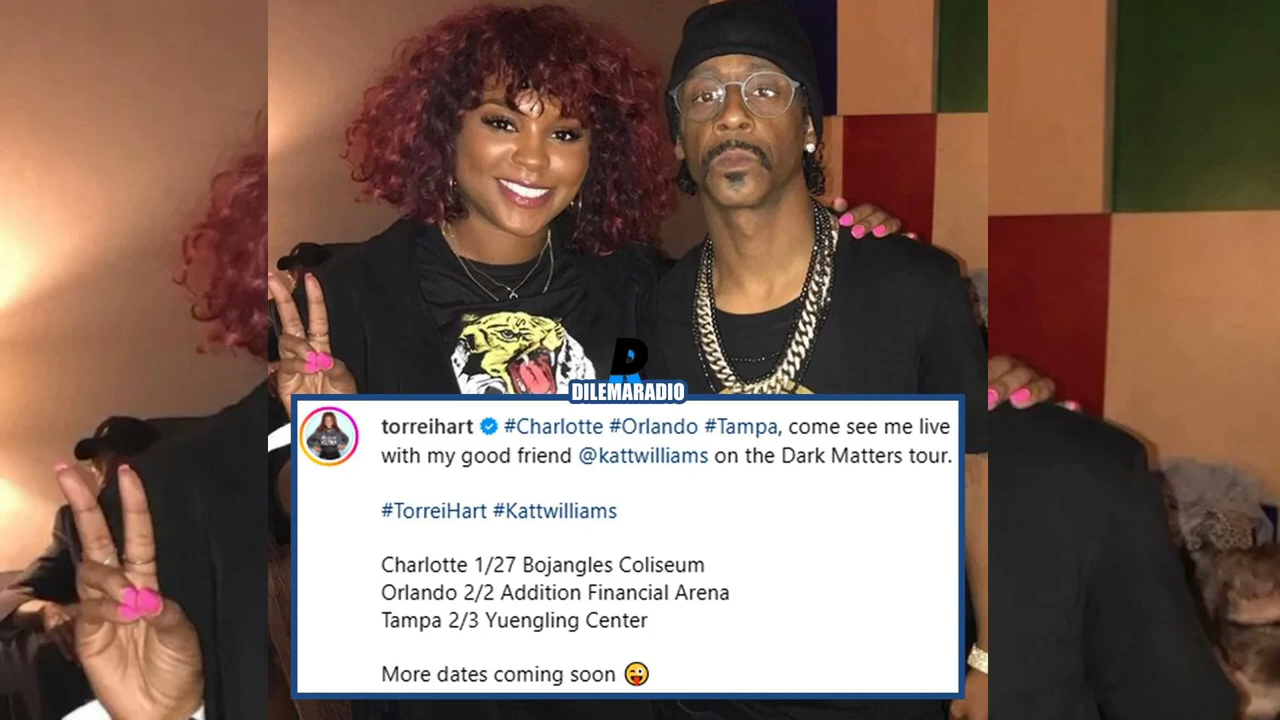 R
DILEMARADIO
torreihart #Charlotte #Orlando #Tampa, come see me live
with my good friend @kattwilliams on the Dark Matters tour.
#TorreiHart #Kattwilliams
Charlotte 1/27 Bojangles Coliseum
Orlando 2/2 Addition Financial Arena
Tampa 2/3 Yuengling Center
More dates coming soon 😜